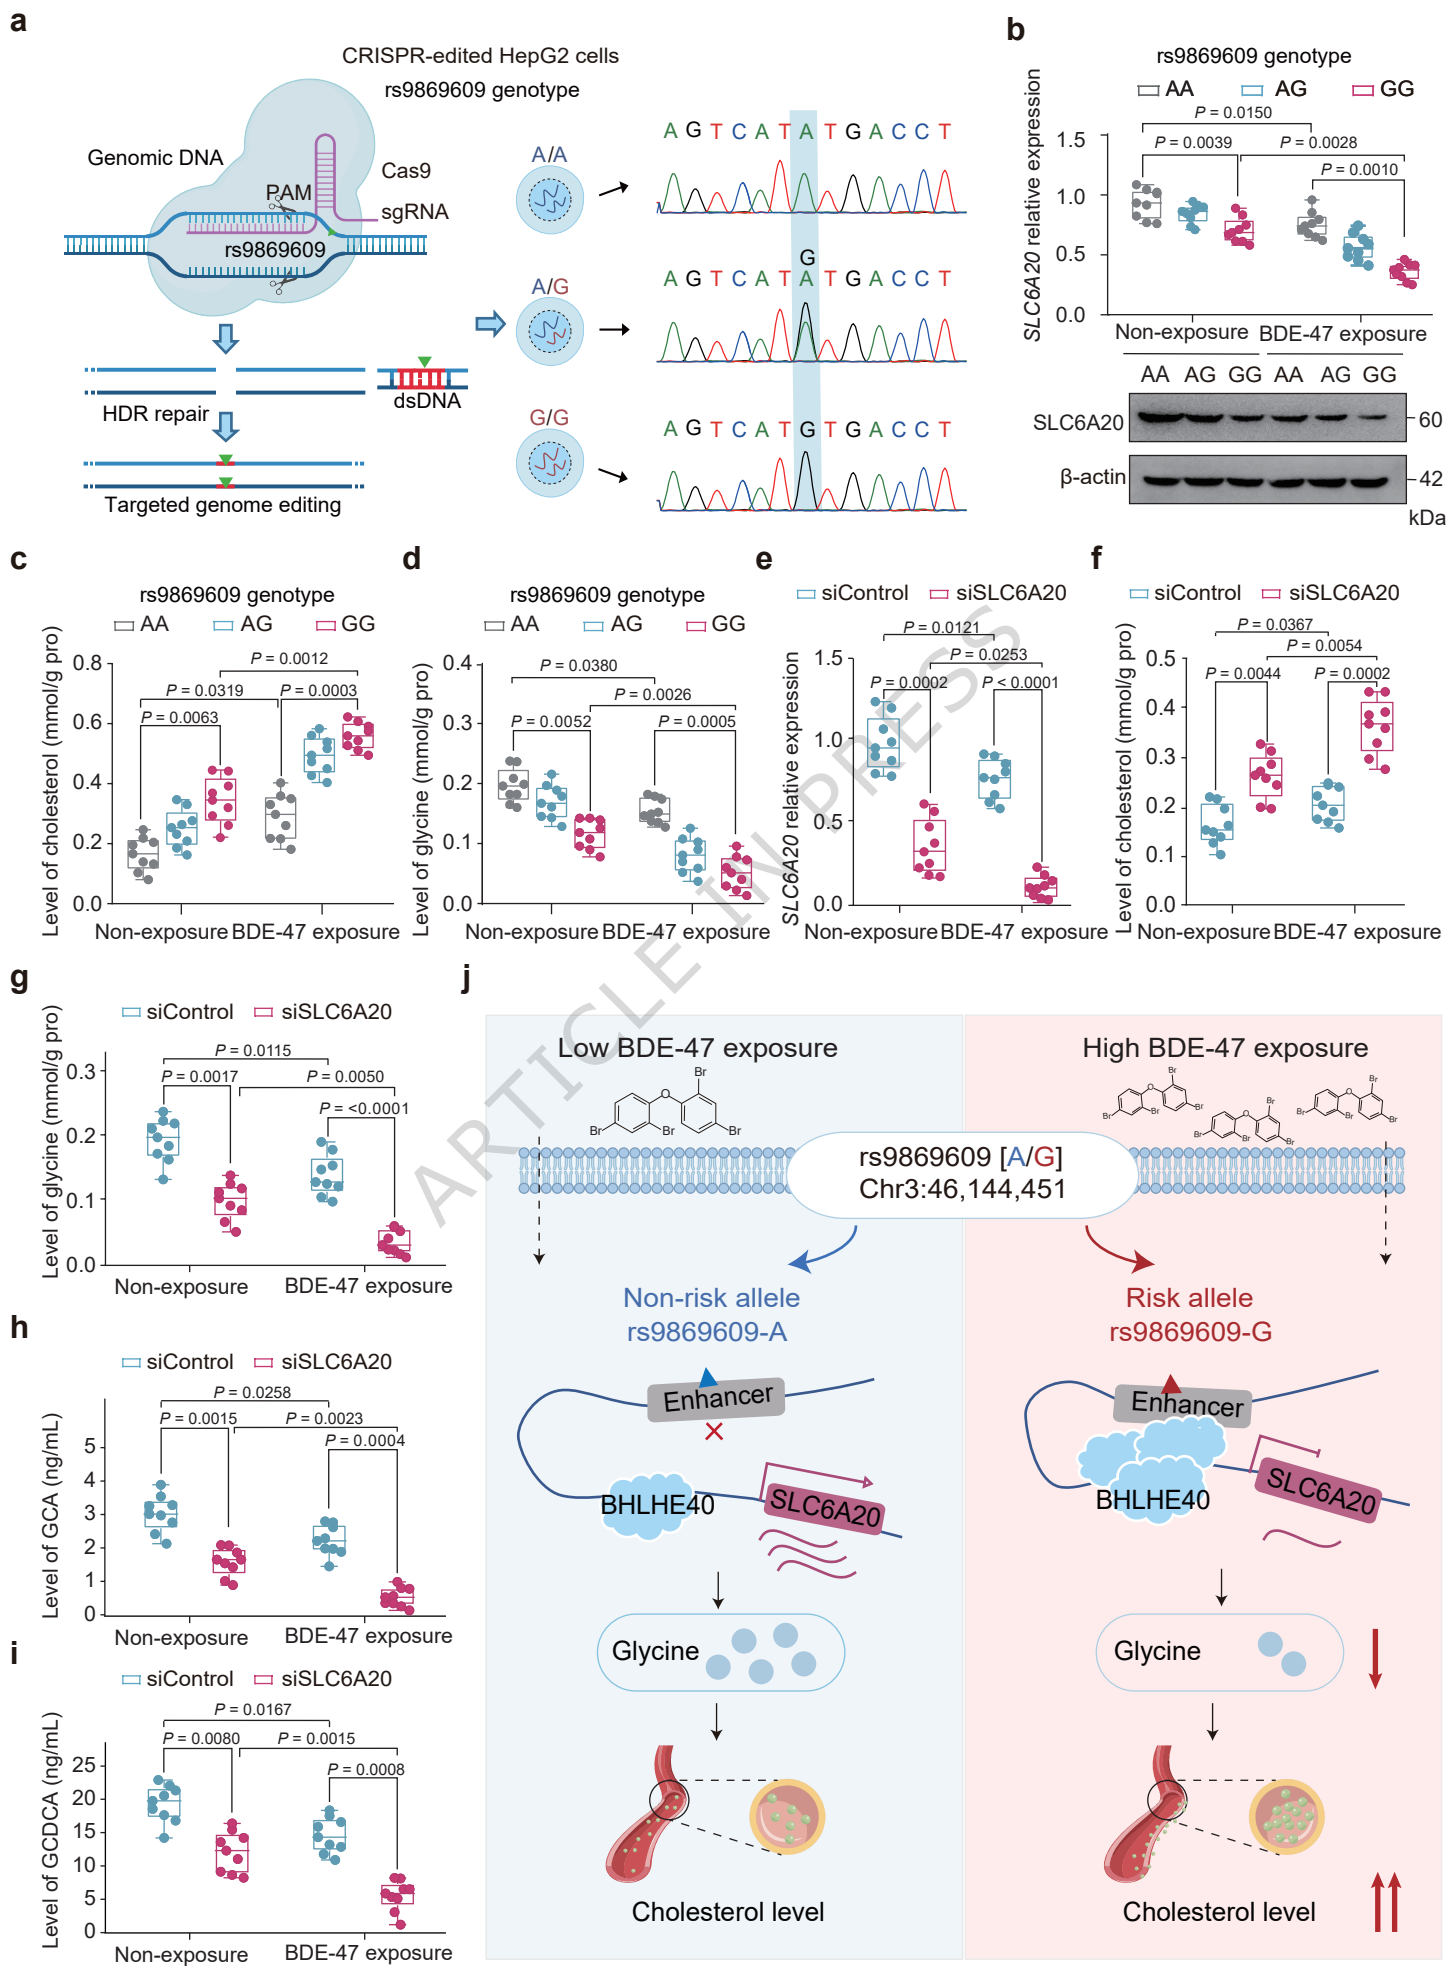 a
CRISPR-edited HepG2 cells
rs9869609 genotype
Genomic DNA
Cas9
PAM
sgRNA
rs9869609
HDR repair
dsDNA
Targeted genome editing
A/A
A G T C A T A T G A C C T
A/G
G
A G T C A T A T G A C C T
G/G
A G T C A T G T G A C C T
b
rs9869609 genotype
AA AG GG
SLC6A20 relative expression
P = 0.0150
P = 0.0039
P = 0.0028
P = 0.0010
1.5
1.0
0.5
0.0
Non-exposure BDE-47 exposure
AA AG GG AA AG GG
SLC6A20
60
β-actin
42
kDa
c
rs9869609 genotype
AA AG GG
Level of cholesterol (mmol/g pro)
P = 0.0012
P = 0.0319
P = 0.0003
P = 0.0063
0.8
0.6
0.4
0.2
0.0
Non-exposure BDE-47 exposure
d
rs9869609 genotype
AA AG GG
Level of glycine (mmol/g pro)
P = 0.0380
P = 0.0026
P = 0.0052
P = 0.0005
0.4
0.3
0.2
0.1
0.0
Non-exposure BDE-47 exposure
e
siControl siSLC6A20
SLC6A20 relative expression
P = 0.0121
P = 0.0253
P = 0.0002
P < 0.0001
1.5
1.0
0.5
0.0
Non-exposure BDE-47 exposure
f
siControl siSLC6A20
Level of cholesterol (mmol/g pro)
P = 0.0367
P = 0.0054
P = 0.0044
P = 0.0002
0.5
0.4
0.3
0.2
0.1
0.0
Non-exposure BDE-47 exposure
g
siControl siSLC6A20
Level of glycine (mmol/g pro)
P = 0.0115
P = 0.0017
P = 0.0050
P = <0.0001
0.3
0.2
0.1
0.0
Non-exposure BDE-47 exposure
h
siControl siSLC6A20
Level of GCA (ng/mL)
P = 0.0258
P = 0.0015
P = 0.0023
P = 0.0004
5
4
3
2
1
0
Non-exposure BDE-47 exposure
i
siControl siSLC6A20
Level of GCDCA (ng/mL)
P = 0.0167
P = 0.0080
P = 0.0015
P = 0.0008
25
20
15
10
5
0
Non-exposure BDE-47 exposure
j
Low BDE-47 exposure
High BDE-47 exposure
Br
O
Br Br Br
Br
O
Br Br Br
Br
O
Br Br Br
Br
O
Br Br Br
rs9869609 [A/G]
Chr3:46,144,451
Non-risk allele
rs9869609-A
Risk allele
rs9869609-G
Enhancer
BHLHE40
SLC6A20
Enhancer
BHLHE40
SLC6A20
Glycine
Glycine
Cholesterol level
Cholesterol level
ARTICLE IN PRESS